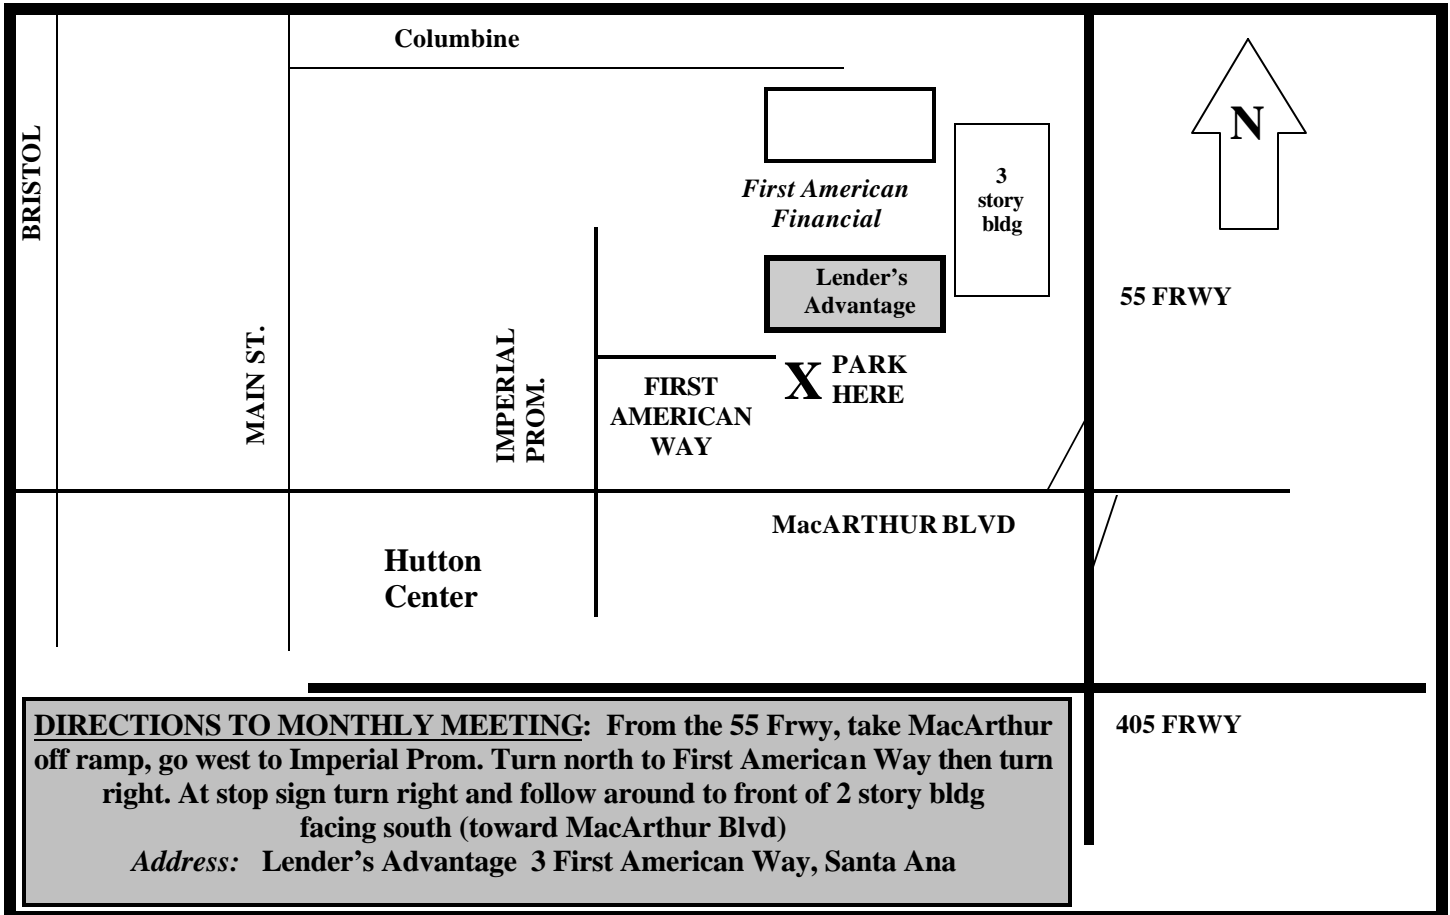 Columbine
N
BRISTOL
3
story
bldg
First American
Financial
Lender's
Advantage
55 FRWY
MAIN ST.
IMPERIAL
PROM.
FIRST
AMERICAN
WAY
X
PARK
HERE
MacARTHUR BLVD
Hutton
Center
405 FRWY
DIRECTIONS TO MONTHLY MEETING: From the 55 Frwy, take MacArthur
off ramp, go west to Imperial Prom. Turn north to First American Way then turn
right. At stop sign turn right and follow around to front of 2 story bldg
facing south (toward MacArthur Blvd)
Address: Lender's Advantage 3 First American Way, Santa Ana